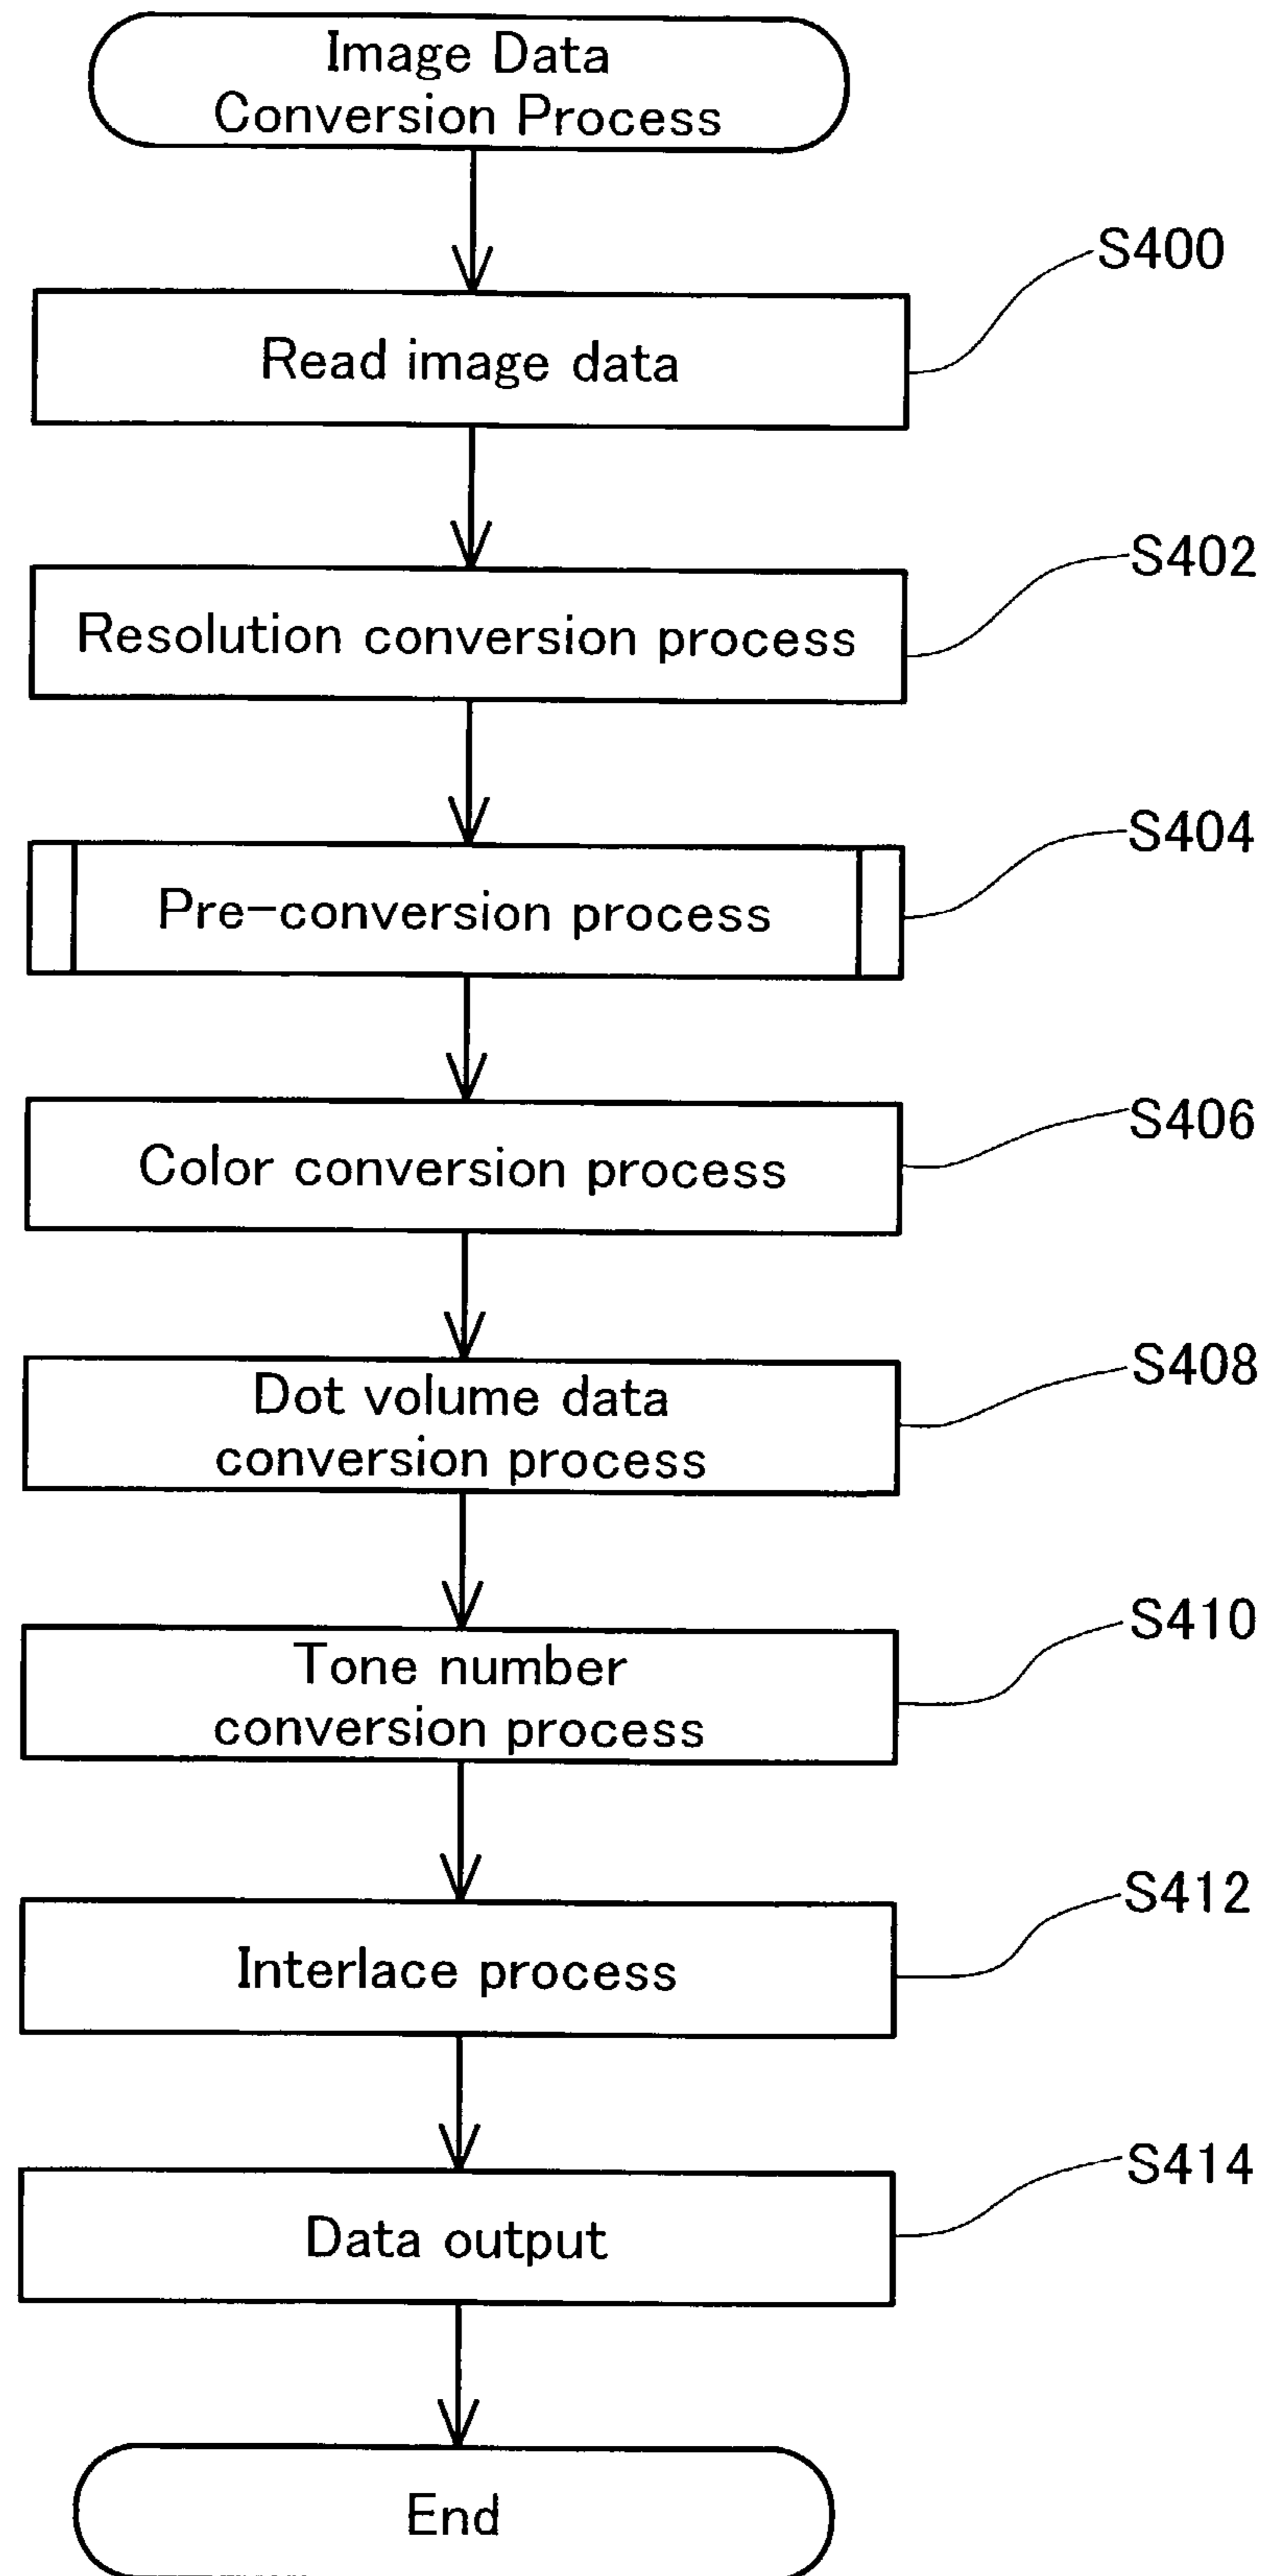 Image Data
Conversion Process
S400
Read image data
S402
Resolution conversion process
S404
Pre-conversion process
S406
Color conversion process
S408
Dot volume data
conversion process
S410
Tone number
conversion process
S412
Interlace process
S414
Data output
End